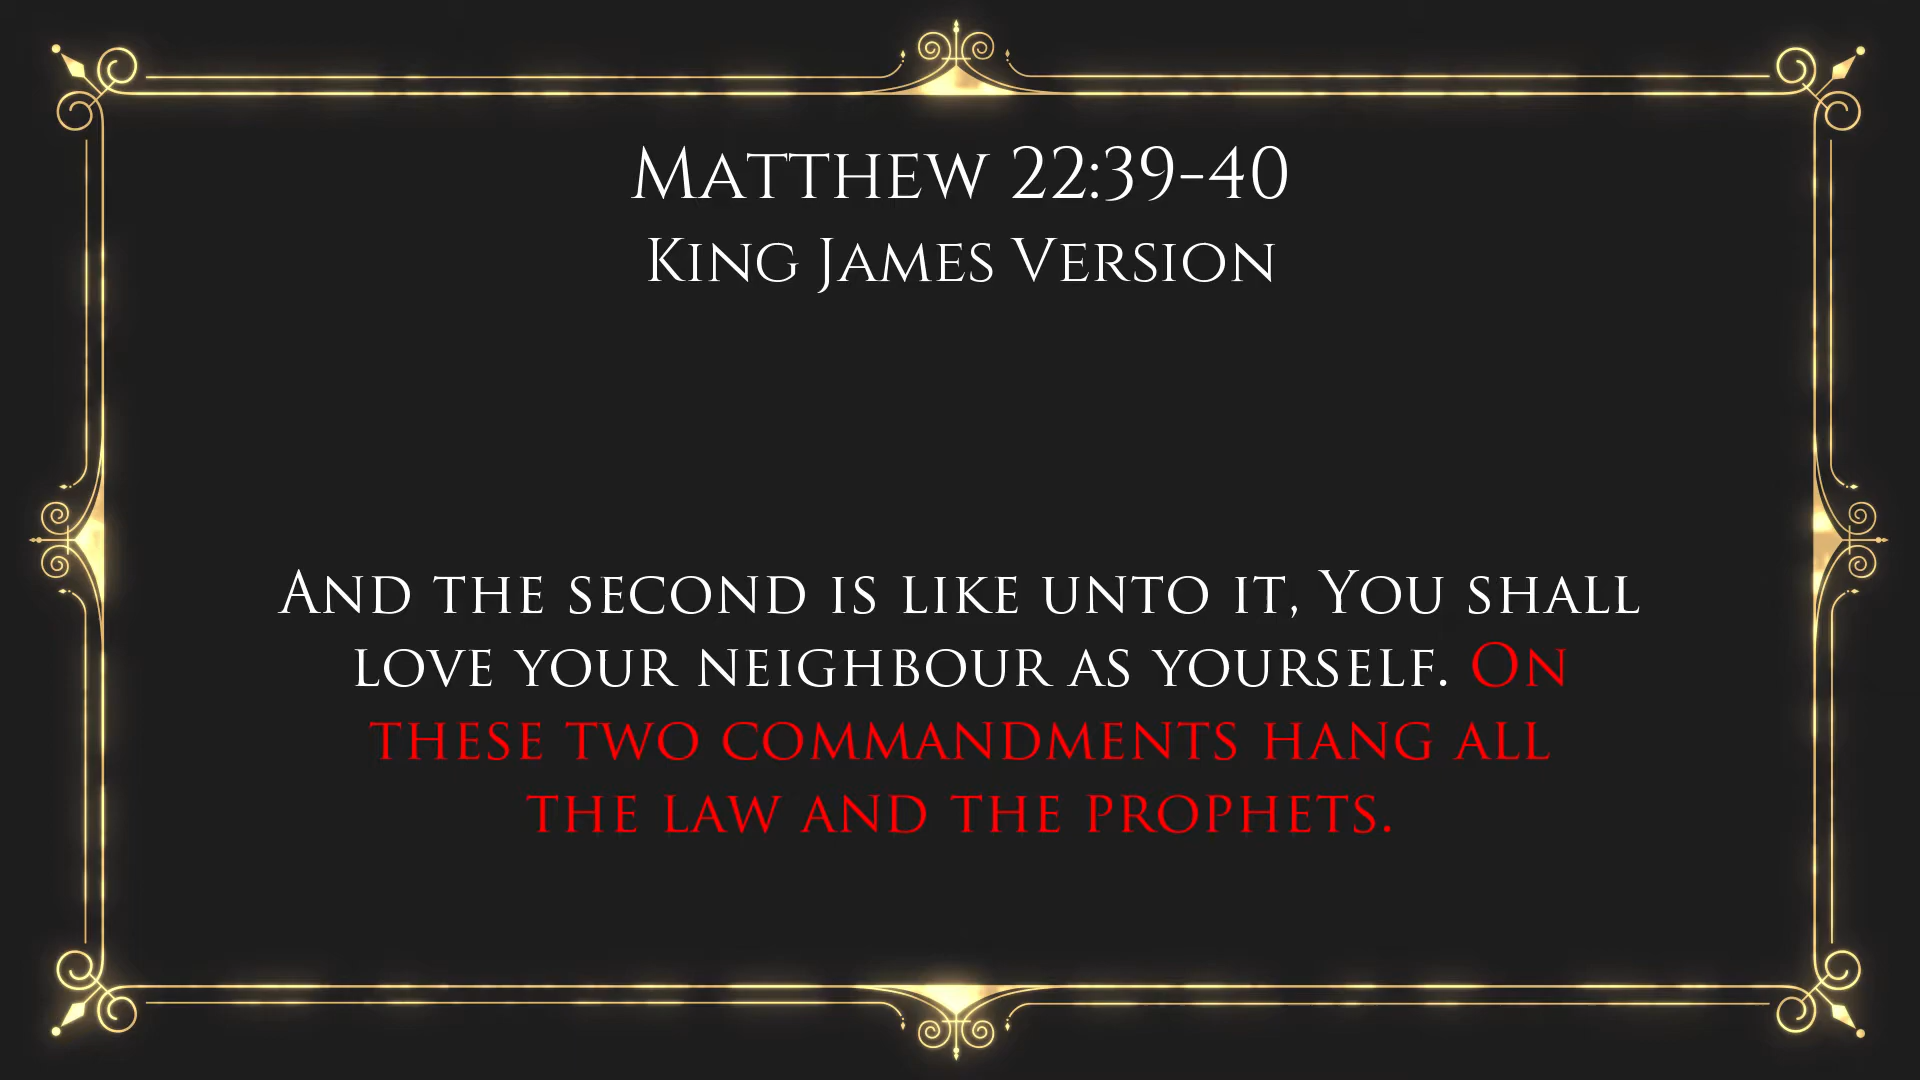 Matthew 22:39-40
King James Version
And the second is like unto it, You shall
love your neighbour as yourself. On
these two commandments hang all
the law and the prophets.